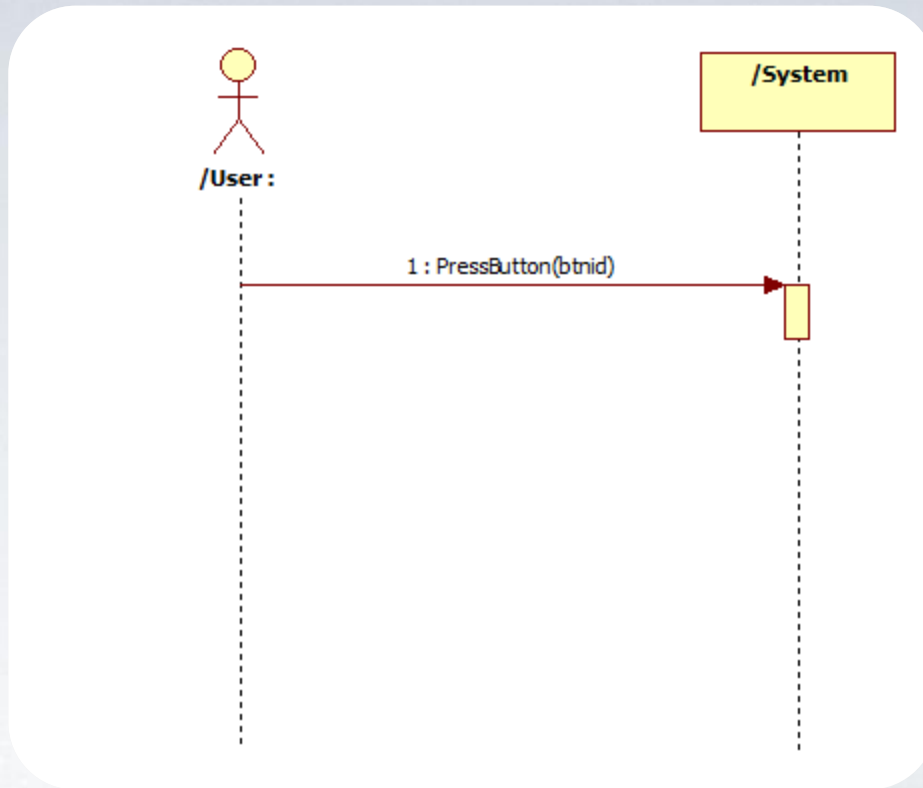 /System
/User :
1 : PressButton(btnid)